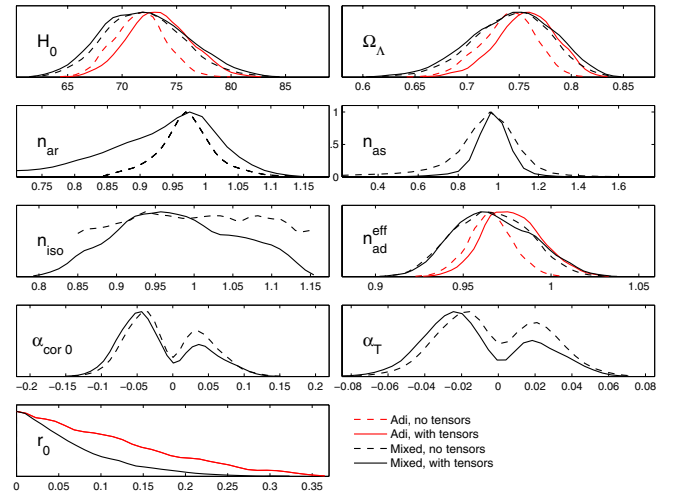 H0
65 70 75 80 85
ΩΛ
0.6 0.65 0.7 0.75 0.8 0.85
nar
0.75 0.8 0.85 0.9 0.95 1 1.05 1.1 1.15
nas
1
.5
0
0.4 0.6 0.8 1 1.2 1.4 1.6
niso
0.8 0.85 0.9 0.95 1 1.05 1.1 1.15
nadeff
0.9 0.95 1 1.05
αcor 0
−0.2 −0.15 −0.1 −0.05 0 0.05 0.1 0.15 0.2
αT
−0.08 −0.06 −0.04 −0.02 0 0.02 0.04 0.06 0.08
r0
0 0.05 0.1 0.15 0.2 0.25 0.3 0.35
Adi, no tensors
Adi, with tensors
Mixed, no tensors
Mixed, with tensors